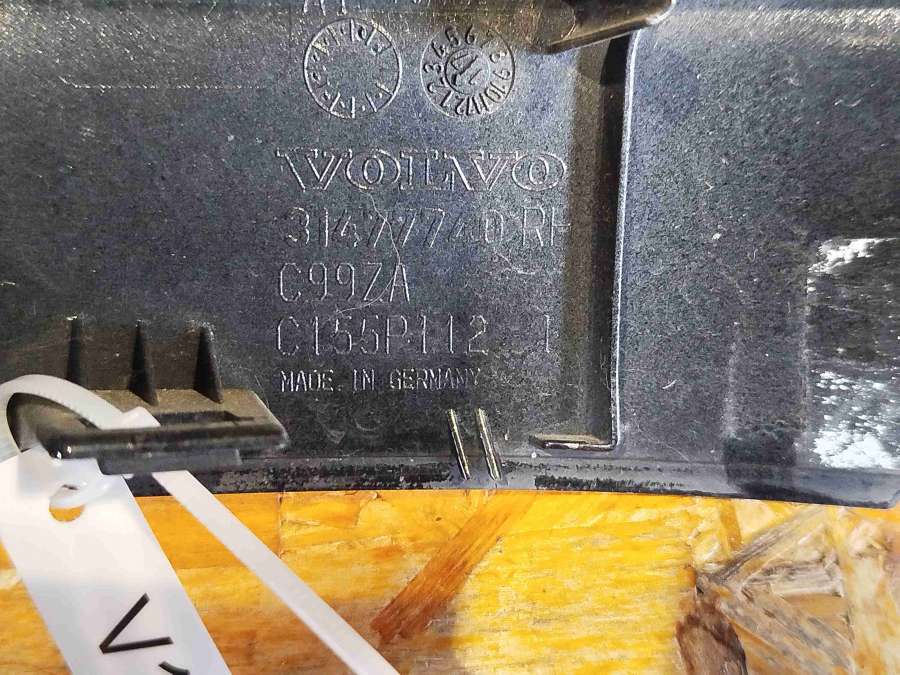 VOLVO
31477740 RH
C99ZA
C155P112 1
MADE IN GERMANY